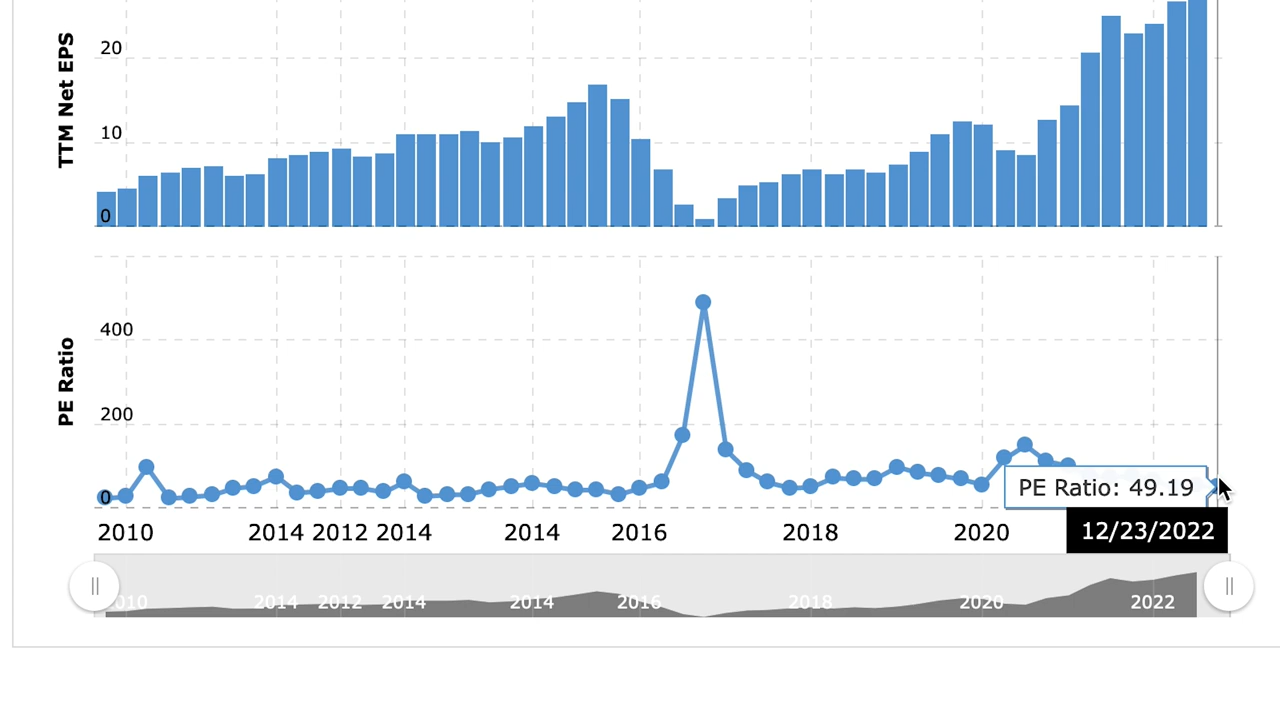 TTM Net EPS
20
10
0
PE Ratio
400
200
0
PE Ratio: 49.19
2010 2014 2012 2014 2014 2016 2018 2020
12/23/2022
010 2014 2012 2014 2014 2016 2018 2020 2022